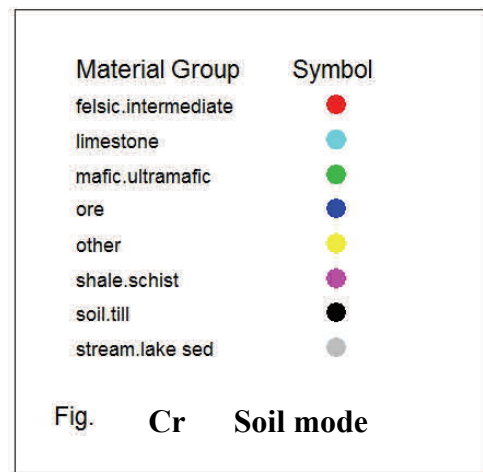 Material Group Symbol
felsic.intermediate
limestone
mafic.ultramafic
ore
other
shale.schist
soil.till
stream.lake sed
Fig. Cr Soil mode